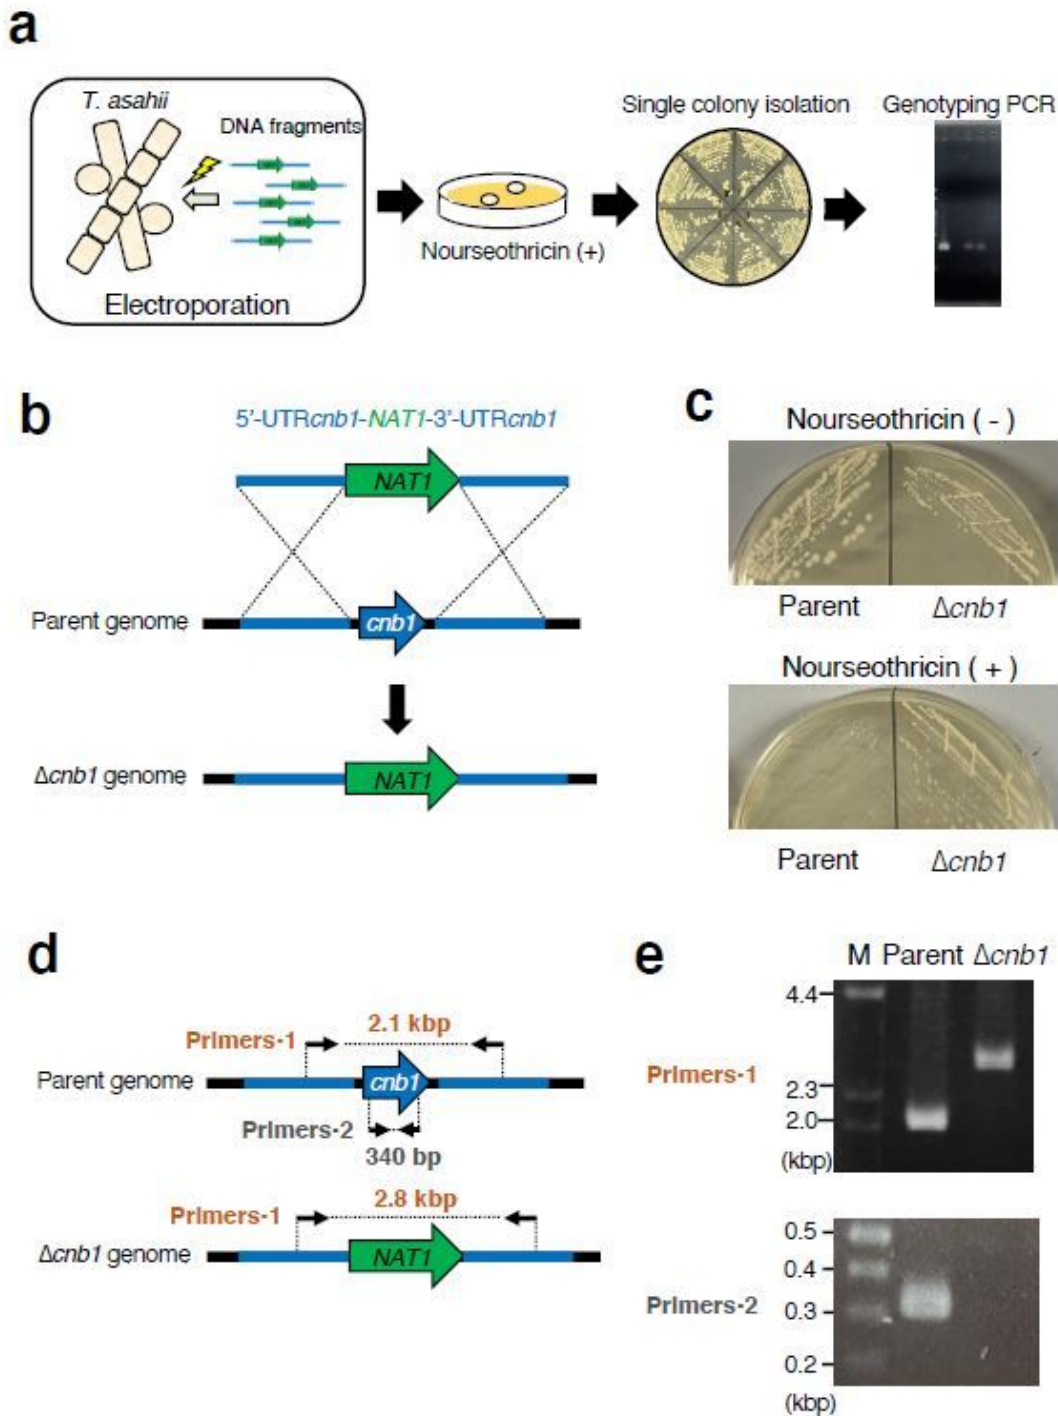 a
T. asahii
DNA fragments
Electroporation
Nourseothricin (+)
Single colony isolation
Genotyping PCR
b
5'-UTRcnb1-NAT1-3'-UTRcnb1
NAT1
Parent genome
cnb1
Δcnb1 genome
NAT1
c
Nourseothricin ( - )
Parent Δcnb1
Nourseothricin ( + )
Parent Δcnb1
d
Primers-1
2.1 kbp
Parent genome
cnb1
Primers-2
340 bp
Primers-1
2.8 kbp
Δcnb1 genome
NAT1
e
M Parent Δcnb1
4.4
Primers-1
2.3
2.0
(kbp)
0.5
0.4
Primers-2
0.3
0.2
(kbp)